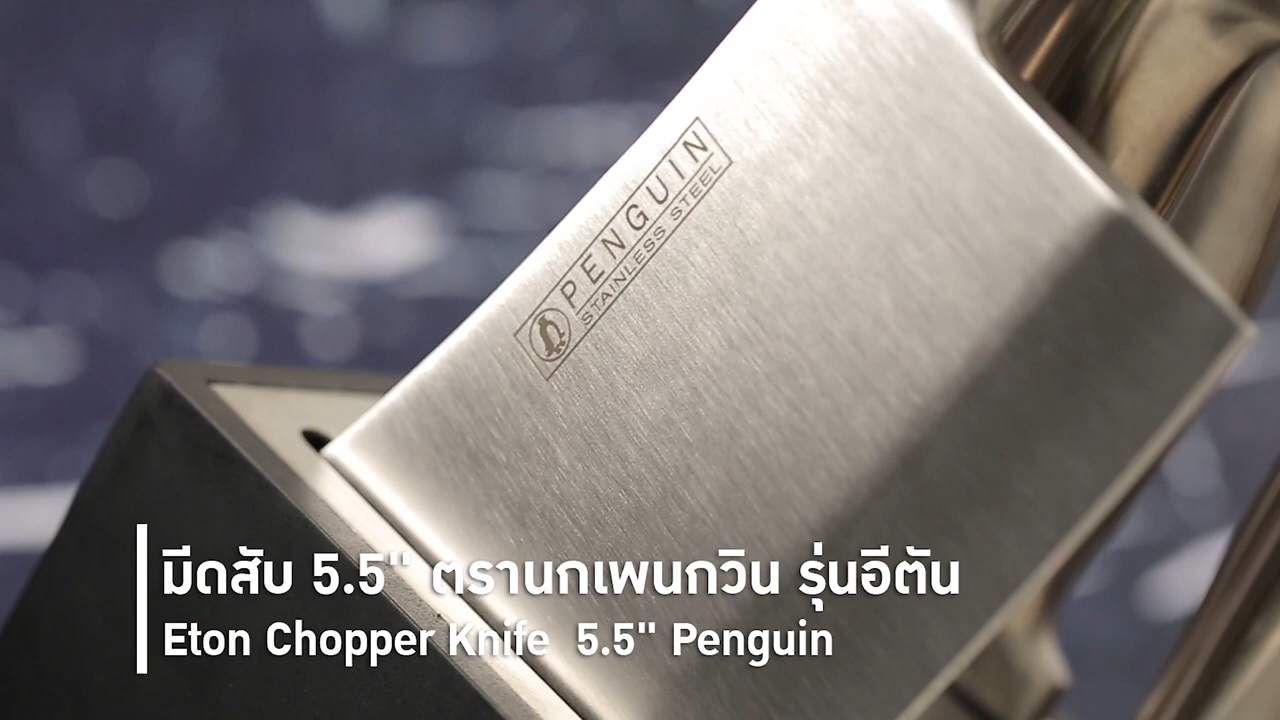 PENGUIN
STAINLESS STEEL
มีดสับ 5.5" ตรานกเพนกวิน รุ่นอีตัน
Eton Chopper Knife 5.5" Penguin